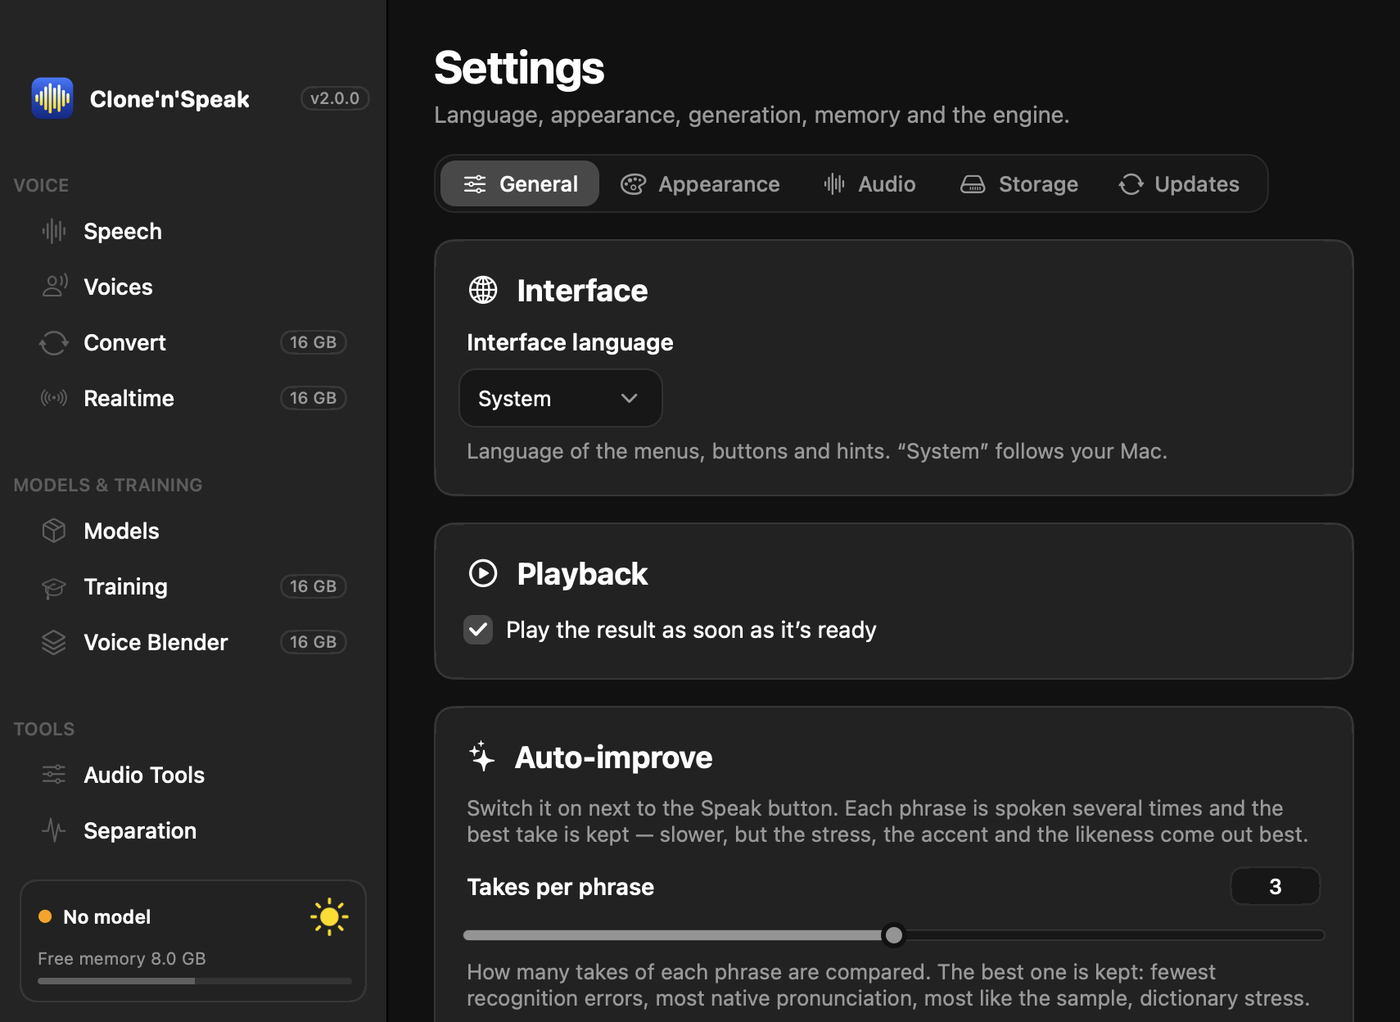 Clone'n'Speak
v2.0.0
VOICE
Speech
Voices
Convert
16 GB
Realtime
16 GB
MODELS & TRAINING
Models
Training
16 GB
Voice Blender
16 GB
TOOLS
Audio Tools
Separation
No model
Free memory 8.0 GB
Settings
Language, appearance, generation, memory and the engine.
General
Appearance
Audio
Storage
Updates
Interface
Interface language
System
Language of the menus, buttons and hints. “System” follows your Mac.
Playback
Play the result as soon as it’s ready
Auto-improve
Switch it on next to the Speak button. Each phrase is spoken several times and the
best take is kept — slower, but the stress, the accent and the likeness come out best.
Takes per phrase
3
How many takes of each phrase are compared. The best one is kept: fewest
recognition errors, most native pronunciation, most like the sample, dictionary stress.